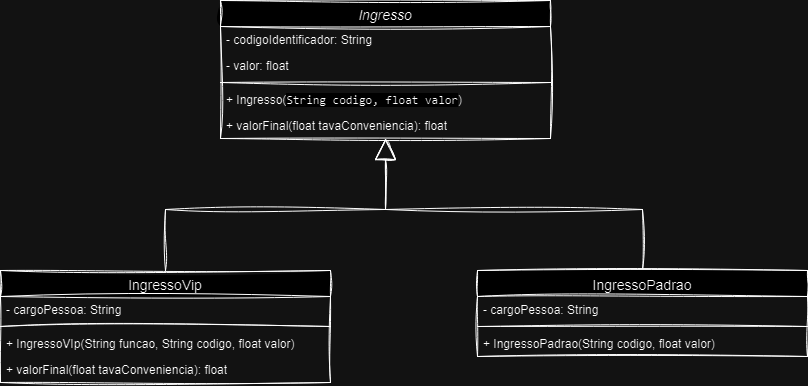 Ingresso
- codigoIdentificador: String
- valor: float
+ Ingresso(String codigo, float valor)
+ valorFinal(float tavaConveniencia): float
IngressoVip
- cargoPessoa: String
+ IngressoVIp(String funcao, String codigo, float valor)
+ valorFinal(float tavaConveniencia): float
IngressoPadrao
- cargoPessoa: String
+ IngressoPadrao(String codigo, float valor)